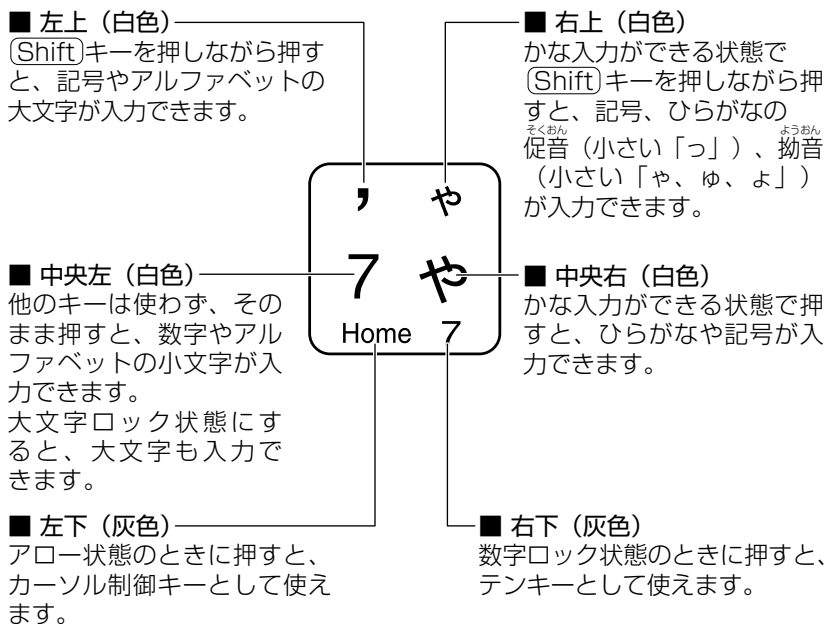 ■ 左上（白色）
Shiftキーを押しながら押す
と、記号やアルファベットの
大文字が入力できます。
■ 右上（白色）
かな入力ができる状態で
Shiftキーを押しながら押
すと、記号、ひらがなの
そくおん ようおん
促音（小さい「っ」）、拗音
（小さい「ゃ、ゅ、ょ」）
が入力できます。
' ゃ
7 や
Home 7
■ 中央左（白色）
他のキーは使わず、その
まま押すと、数字やアル
ファベットの小文字が入
力できます。
大文字ロック状態にす
ると、大文字も入力で
きます。
■ 中央右（白色）
かな入力ができる状態で押
すと、ひらがなや記号が入
力できます。
■ 左下（灰色）
アロー状態のときに押すと、
カーソル制御キーとして使え
ます。
■ 右下（灰色）
数字ロック状態のときに押すと、
テンキーとして使えます。